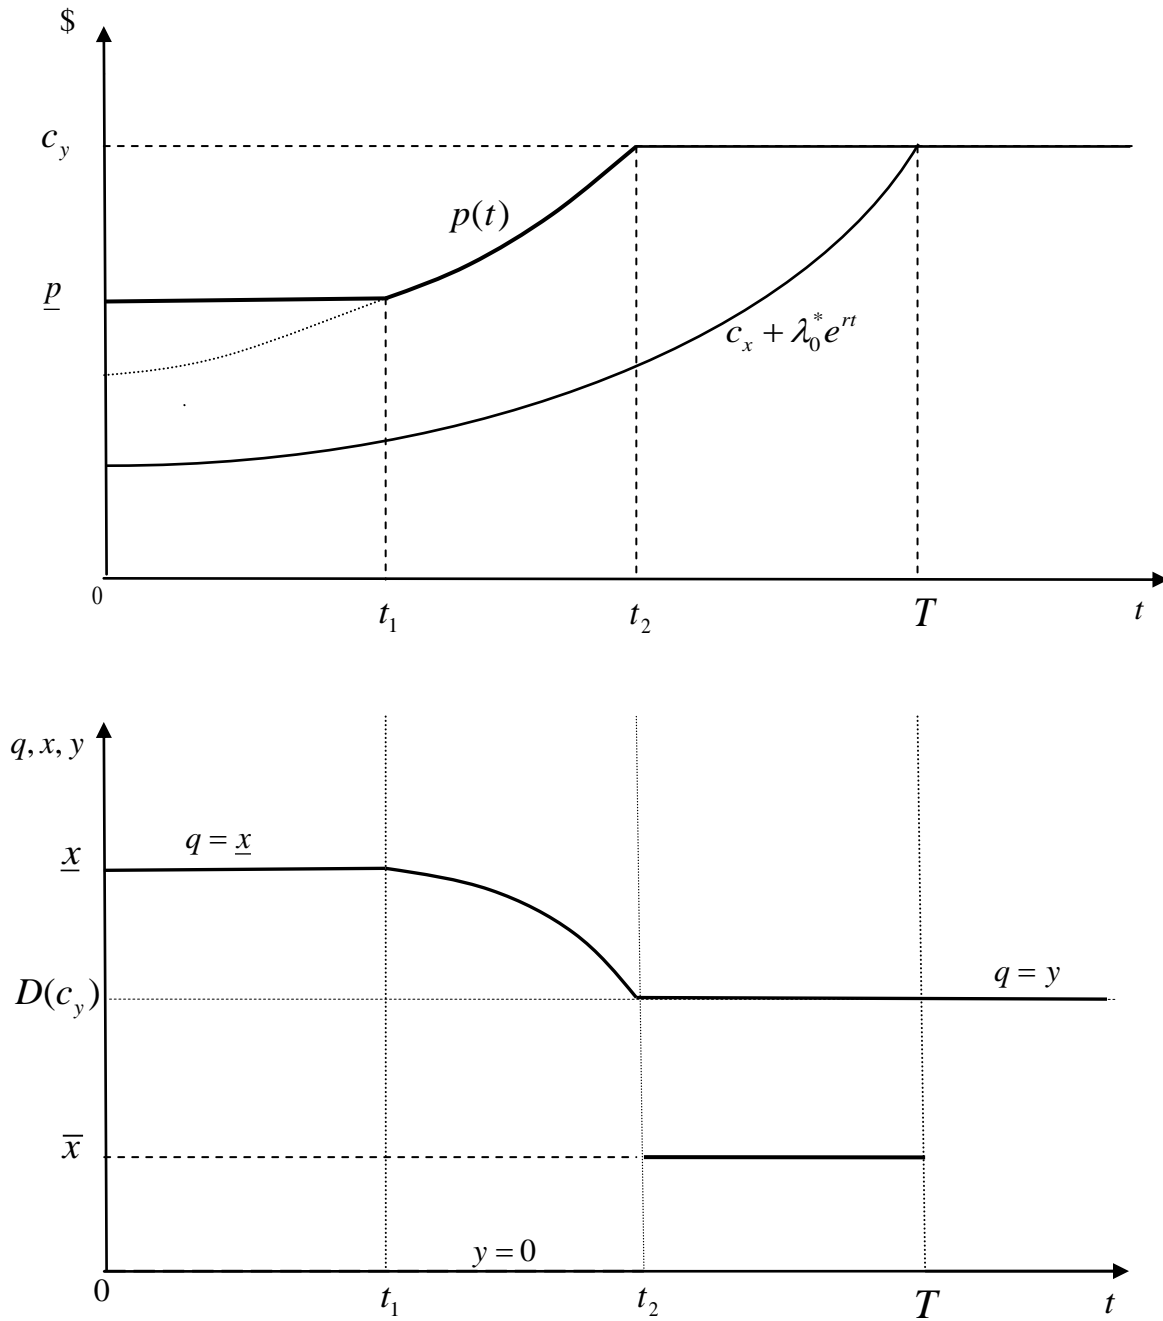 $
c_y
p(t)
p̲
c_x + λ_0^* e^{rt}
0
t_1
t_2
T
t
q, x, y
q = x̲
x̲
q = y
D(c_y)
x̄
y = 0
0
t_1
t_2
T
t